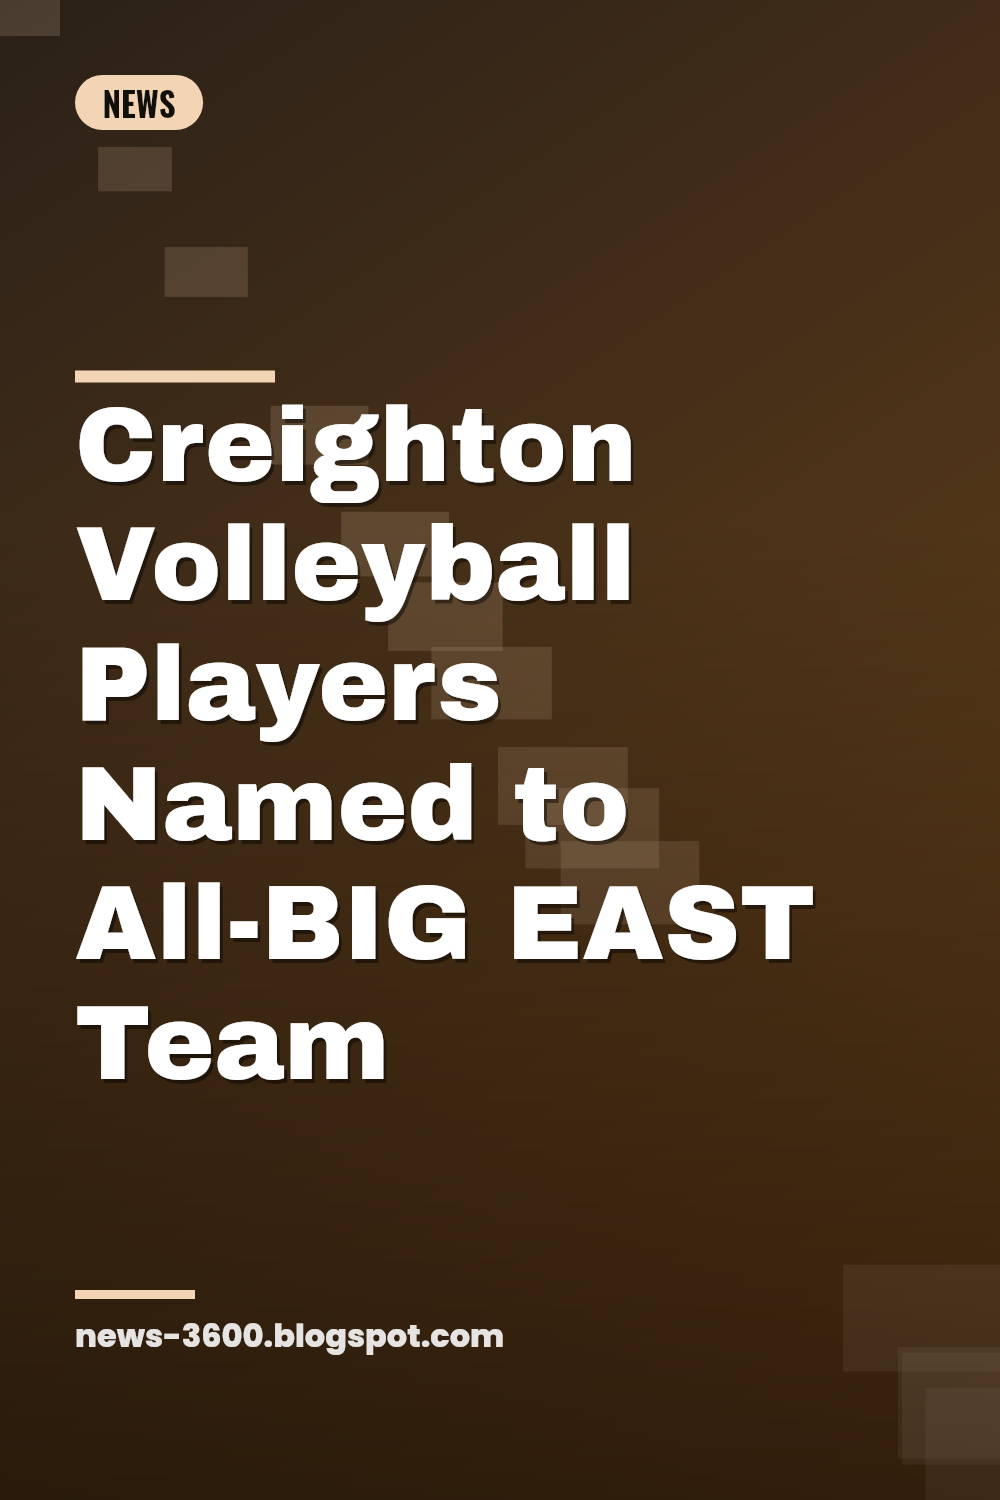 NEWS
Creighton
Volleyball
Players
Named to
All-BIG EAST
Team
news-3600.blogspot.com